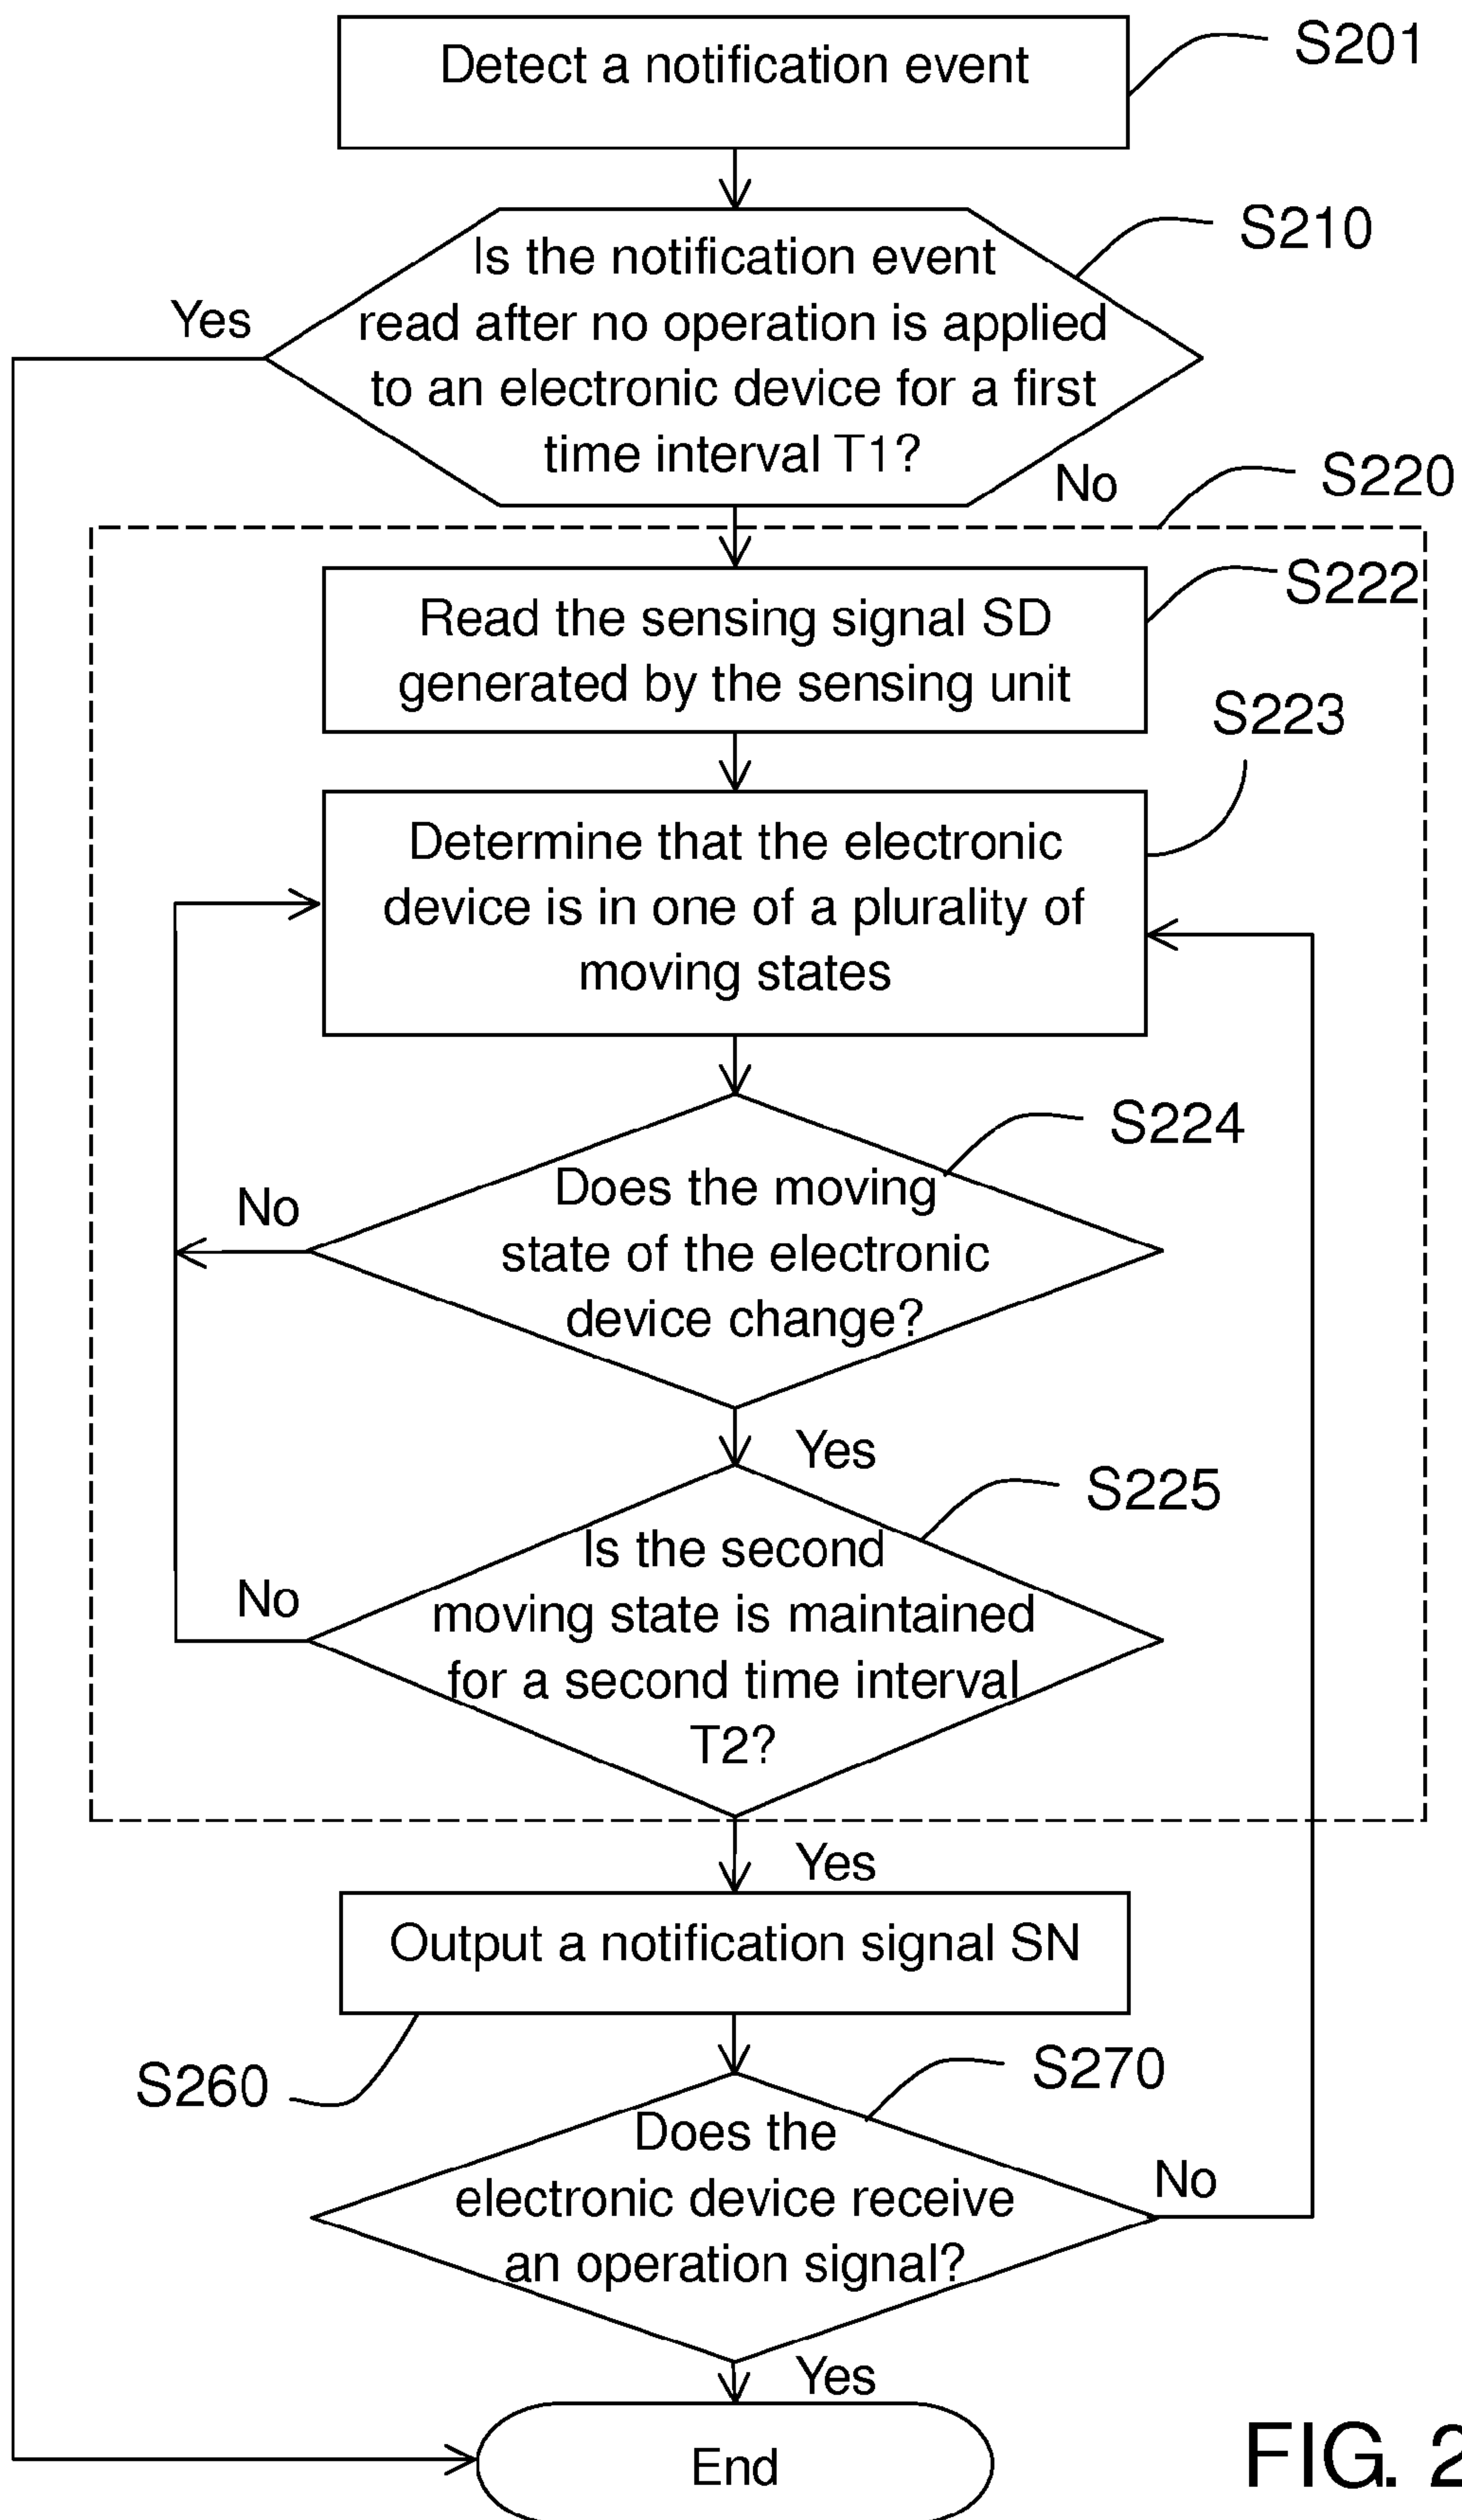 Detect a notification event
S201
Is the notification event
read after no operation is applied
to an electronic device for a first
time interval T1?
S210
Yes
No
S220
Read the sensing signal SD
generated by the sensing unit
S222
Determine that the electronic
device is in one of a plurality of
moving states
S223
Does the moving
state of the electronic
device change?
S224
No
Yes
Is the second
moving state is maintained
for a second time interval
T2?
S225
No
Yes
Output a notification signal SN
S260
Does the
electronic device receive
an operation signal?
S270
No
Yes
End
FIG. 2